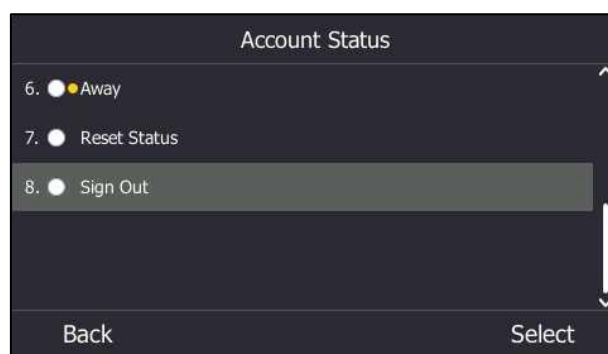 Account Status
6. Away
7. Reset Status
8. Sign Out
Back Select